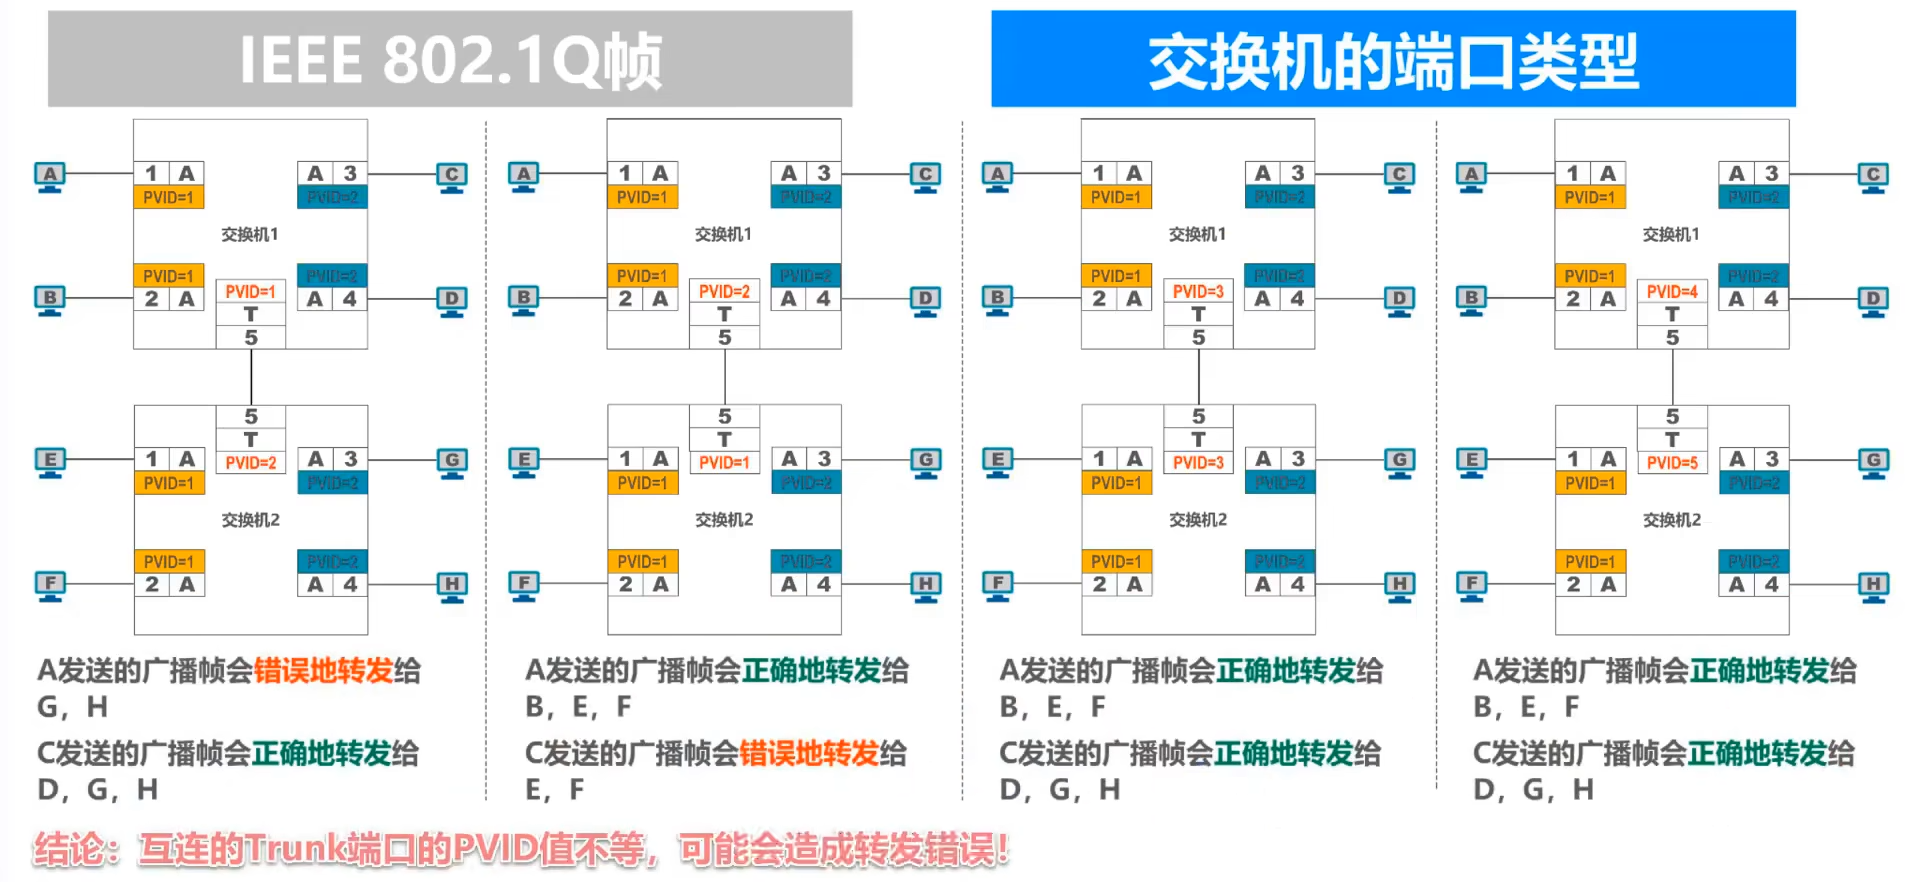 IEEE 802.1Q帧
交换机的端口类型
A 1 A A 3 C
PVID=1 PVID=2
交换机1
PVID=1 PVID=1 PVID=2
B 2 A T A 4 D
5
5
T
E 1 A PVID=2 A 3 G
PVID=1 PVID=2
交换机2
PVID=1 PVID=2
F 2 A A 4 H
A发送的广播帧会错误地转发给
G，H
C发送的广播帧会正确地转发给
D，G，H
A 1 A A 3 C
PVID=1 PVID=2
交换机1
PVID=1 PVID=2 PVID=2
B 2 A T A 4 D
5
5
T
E 1 A PVID=1 A 3 G
PVID=1 PVID=2
交换机2
PVID=1 PVID=2
F 2 A A 4 H
A发送的广播帧会正确地转发给
B，E，F
C发送的广播帧会错误地转发给
E，F
A 1 A A 3 C
PVID=1 PVID=2
交换机1
PVID=1 PVID=3 PVID=2
B 2 A T A 4 D
5
5
T
E 1 A PVID=3 A 3 G
PVID=1 PVID=2
交换机2
PVID=1 PVID=2
F 2 A A 4 H
A发送的广播帧会正确地转发给
B，E，F
C发送的广播帧会正确地转发给
D，G，H
A 1 A A 3 C
PVID=1 PVID=2
交换机1
PVID=1 PVID=4 PVID=2
B 2 A T A 4 D
5
5
T
E 1 A PVID=5 A 3 G
PVID=1 PVID=2
交换机2
PVID=1 PVID=2
F 2 A A 4 H
A发送的广播帧会正确地转发给
B，E，F
C发送的广播帧会正确地转发给
D，G，H
结论：互连的Trunk端口的PVID值不等，可能会造成转发错误！